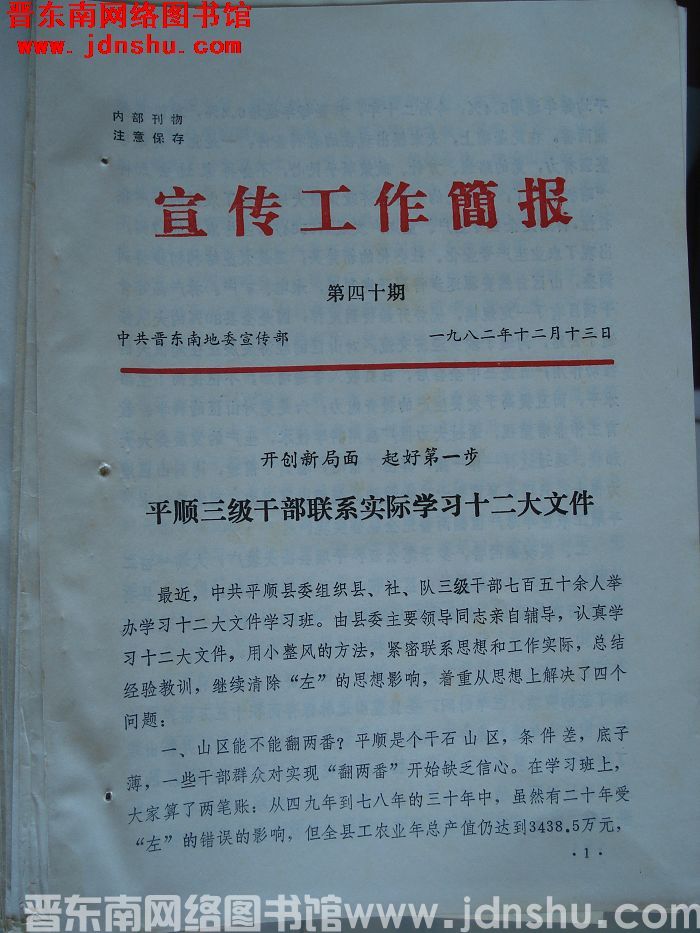 晋东南网络图书馆
www.jdnshu.com
内部刊物
注意保存
宣传工作簡报
第四十期
中共晋东南地委宣传部 一九八二年十二月十三日
开创新局面 起好第一步
平顺三级干部联系实际学习十二大文件
最近，中共平顺县委组织县、社、队三级干部七百五十余人举
办学习十二大文件学习班。由县委主要领导同志亲自辅导，认真学
习十二大文件，用小整风的方法，紧密联系思想和工作实际，总结
经验教训，继续清除“左”的思想影响，着重从思想上解决了四个
问题：
一、山区能不能翻两番？平顺是个干石山区，条件差，底子
薄，一些干部群众对实现“翻两番”开始缺乏信心。在学习班上，
大家算了两笔账：从四九年到七八年的三十年中，虽然有二十年受
“左”的错误的影响，但全县工农业年总产值仍达到3438.5万元，
·1·
晋东南网络图书馆www.jdnshu.com